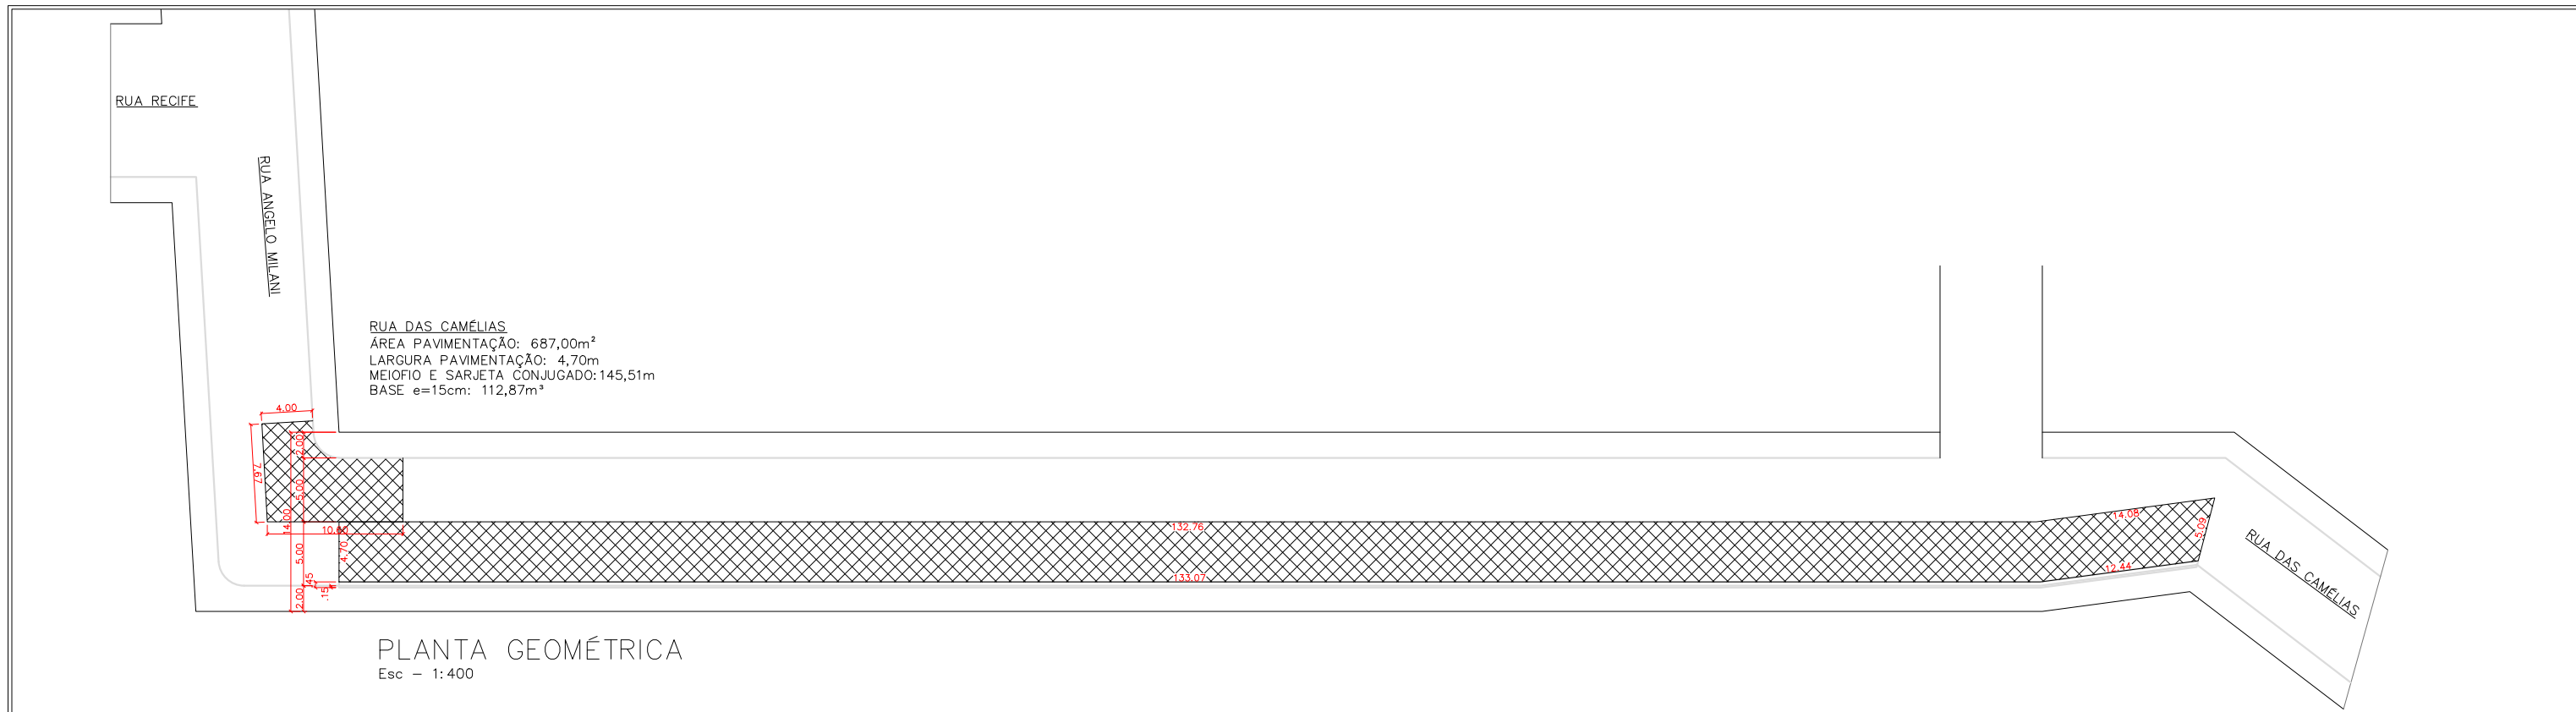 RUA RECIFE
RUA ANGELO MILANI
RUA DAS CAMÉLIAS
ÁREA PAVIMENTAÇÃO: 687,00m²
LARGURA PAVIMENTAÇÃO: 4,70m
MEIOFIO E SARJETA CONJUGADO:145,51m
BASE e=15cm: 112,87m³
4.00
7.67
2.00
5.00
14.00
10.60
5.00
4.70
.45
.15
2.00
132.76
133.07
14.08
5.09
12.44
RUA DAS CAMÉLIAS
PLANTA GEOMÉTRICA
Esc – 1:400